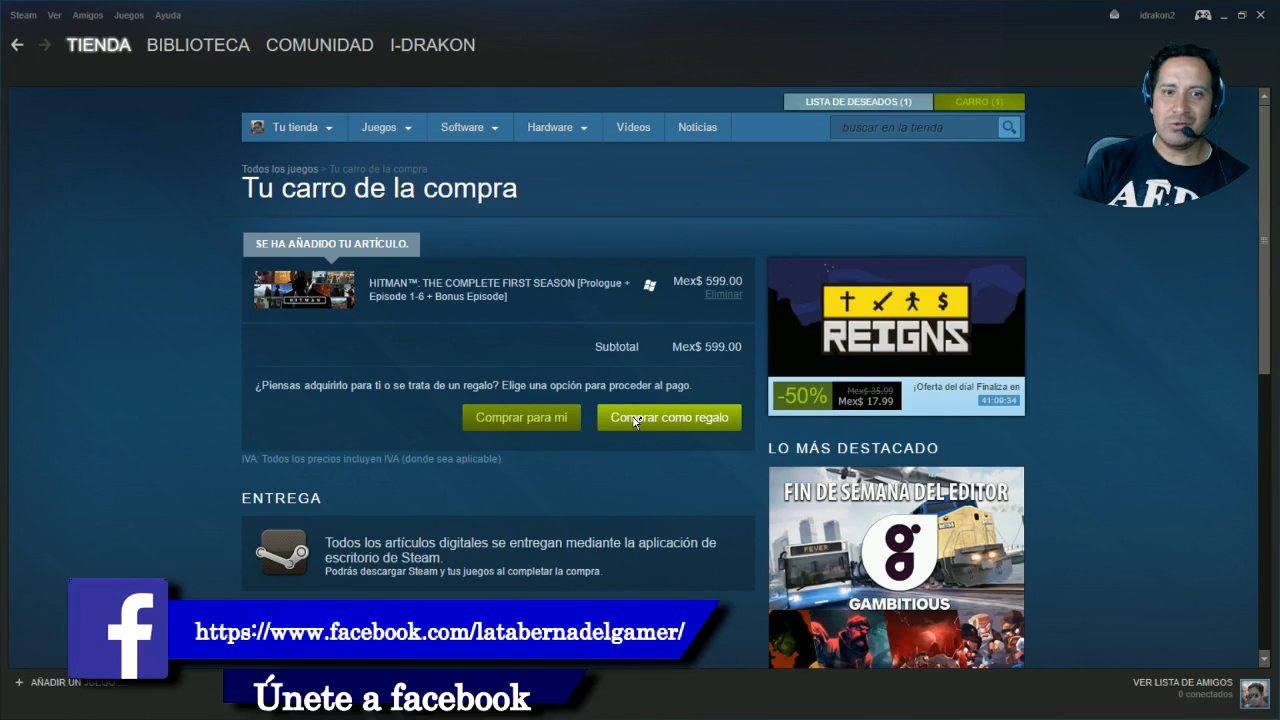 Steam Ver Amigos Juegos Ayuda
idrakon2
TIENDA BIBLIOTECA COMUNIDAD I-DRAKON
LISTA DE DESEADOS (1) CARRO (1)
Tu tienda Juegos Software Hardware Vídeos Noticias buscar en la tienda
Todos los juegos > Tu carro de la compra
Tu carro de la compra
SE HA AÑADIDO TU ARTÍCULO.
HITMAN™: THE COMPLETE FIRST SEASON [Prologue +
Episode 1-6 + Bonus Episode]
Mex$ 599.00
Eliminar
HITMAN
Subtotal Mex$ 599.00
¿Piensas adquirirlo para ti o se trata de un regalo? Elige una opción para proceder al pago.
Comprar para mí Comprar como regalo
IVA: Todos los precios incluyen IVA (donde sea aplicable).
ENTREGA
Todos los artículos digitales se entregan mediante la aplicación de
escritorio de Steam.
Podrás descargar Steam y tus juegos al completar la compra.
REIGNS
-50%
Mex$ 35.99
Mex$ 17.99
¡Oferta del día! Finaliza en
41:09:34
LO MÁS DESTACADO
FIN DE SEMANA DEL EDITOR
FEVER
GAMBITIOUS
AED
f
https://www.facebook.com/latabernadelgamer/
Únete a facebook
+ AÑADIR UN JUEGO...
VER LISTA DE AMIGOS
0 conectados